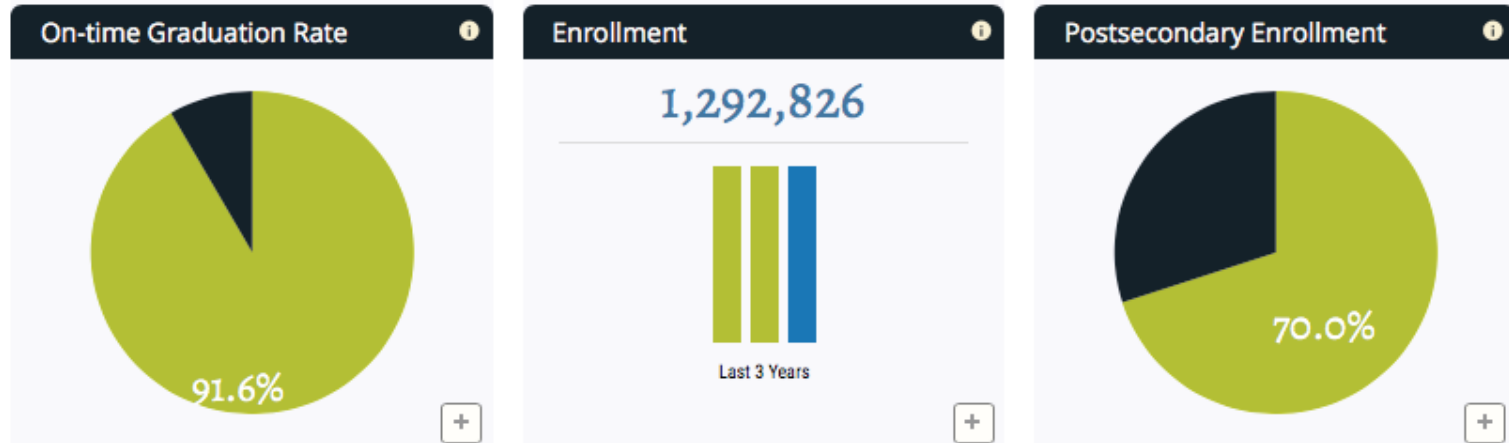 On-time Graduation Rate
91.6%
Enrollment
1,292,826
Last 3 Years
Postsecondary Enrollment
70.0%